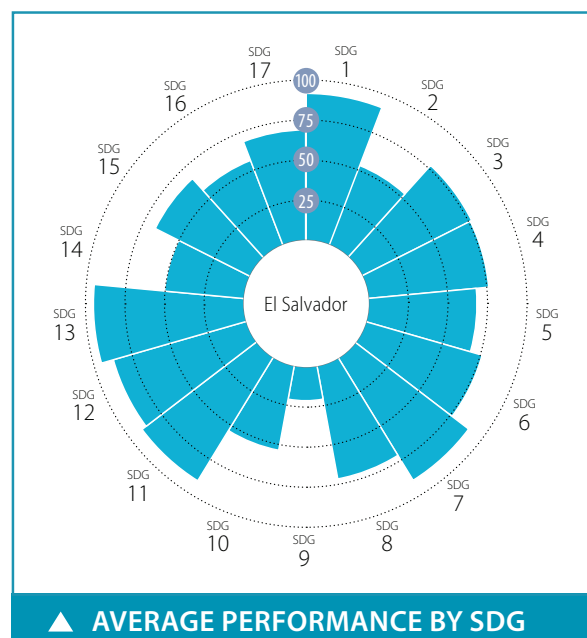 SDG
1
SDG
2
SDG
3
SDG
4
SDG
5
SDG
6
SDG
7
SDG
8
SDG
9
SDG
10
SDG
11
SDG
12
SDG
13
SDG
14
SDG
15
SDG
16
SDG
17
100
75
50
25
El Salvador
▲ AVERAGE PERFORMANCE BY SDG